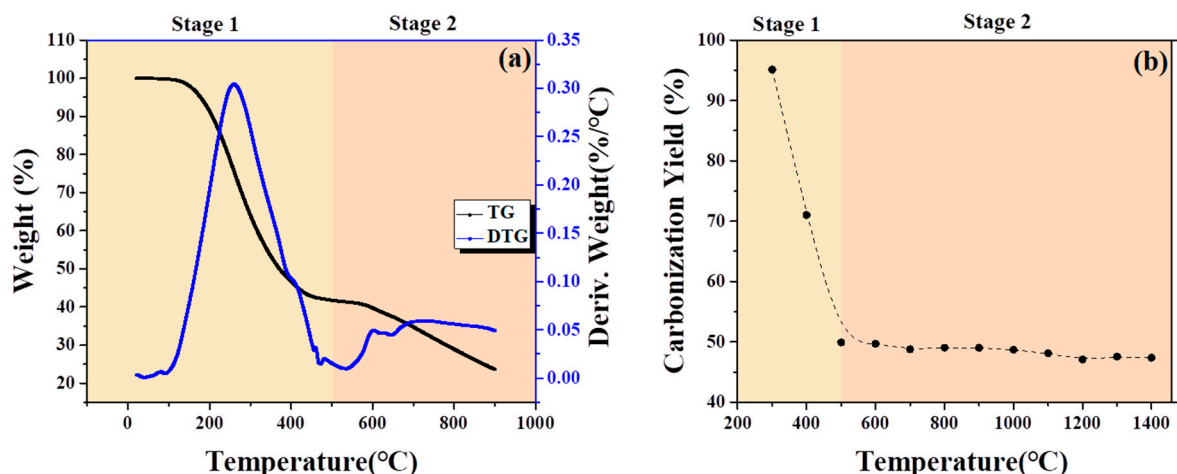 Stage 1
Stage 2
(a)
110
100
90
80
70
60
50
40
30
20
Weight (%)
0.35
0.30
0.25
0.20
0.15
0.10
0.05
0.00
Deriv. Weight(%/°C)
TG
DTG
0
200
400
600
800
1000
Temperature(°C)
Stage 1
Stage 2
(b)
100
90
80
70
60
50
40
Carbonization Yield (%)
200
400
600
800
1000
1200
1400
Temperature(°C)